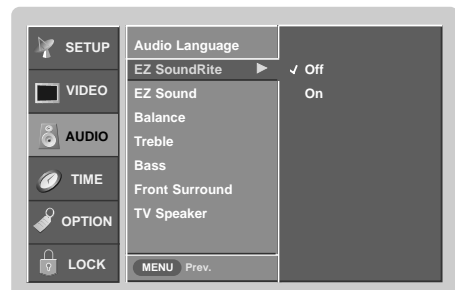 SETUP
VIDEO
AUDIO
TIME
OPTION
LOCK
Audio Language
EZ SoundRite ▶
EZ Sound
Balance
Treble
Bass
Front Surround
TV Speaker
MENU Prev.
✓ Off
On